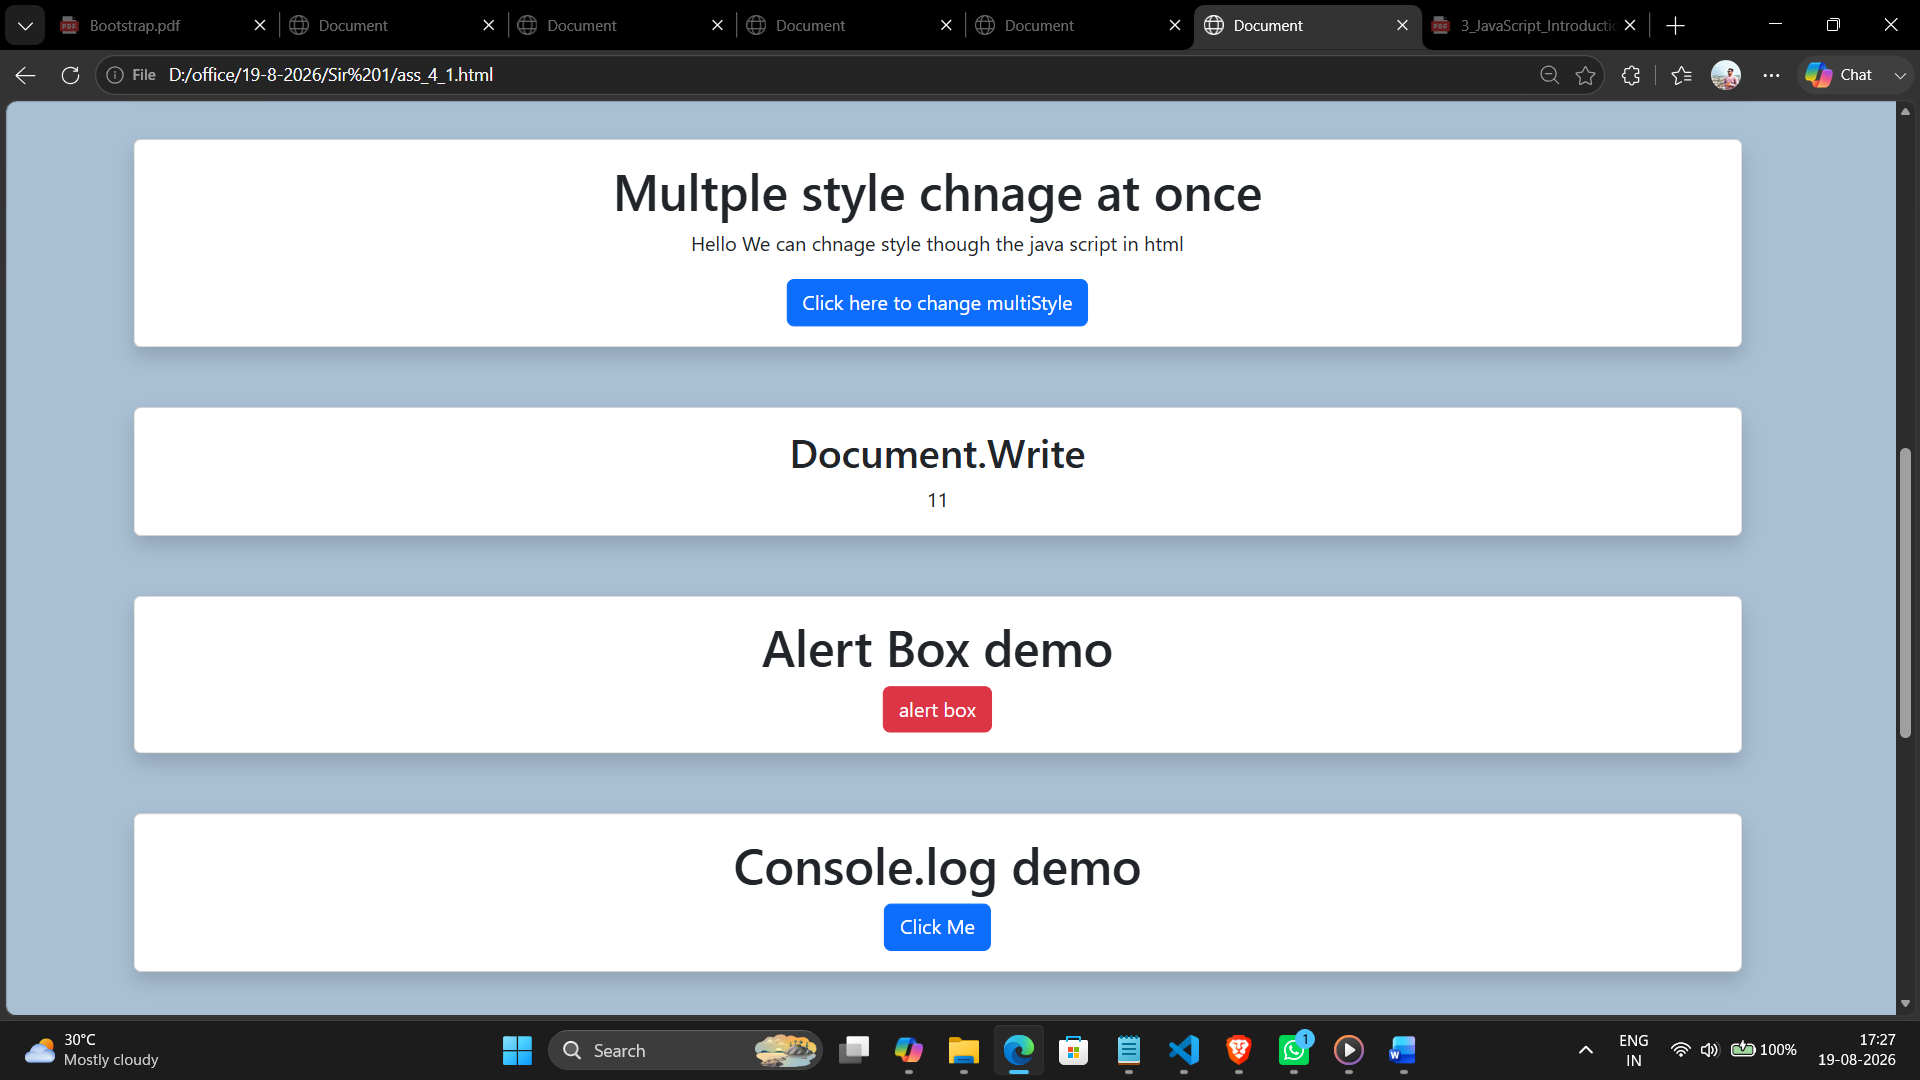 Bootstrap.pdf
Document
Document
Document
Document
Document
3_JavaScript_Introductio
File D:/office/19-8-2026/Sir%201/ass_4_1.html
Chat
Multple style chnage at once
Hello We can chnage style though the java script in html
Click here to change multiStyle
Document.Write
11
Alert Box demo
alert box
Console.log demo
Click Me
30°C
Mostly cloudy
Search
1
ENG
IN
100%
17:27
19-08-2026